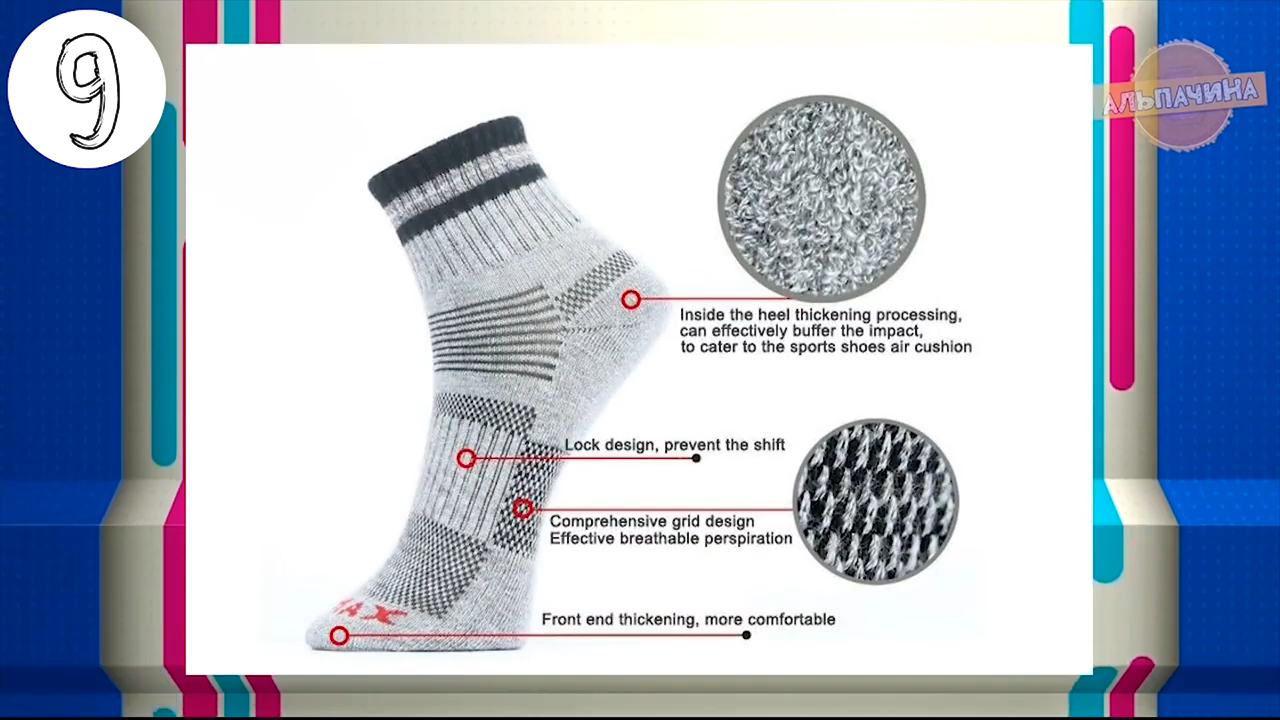 9
АЛЬПАЧИНА
Inside the heel thickening processing,
can effectively buffer the impact,
to cater to the sports shoes air cushion
Lock design, prevent the shift
Comprehensive grid design
Effective breathable perspiration
AX
Front end thickening, more comfortable